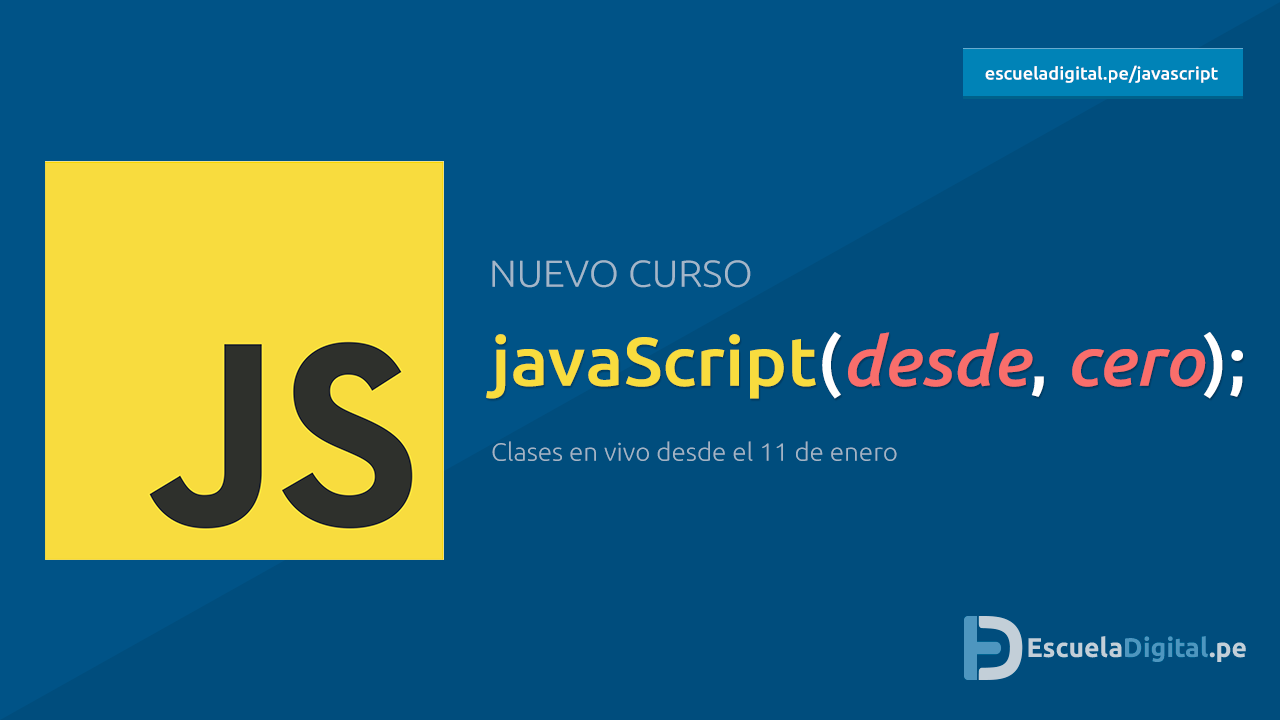 escueladigital.pe/javascript
JS
NUEVO CURSO
javaScript(desde, cero);
Clases en vivo desde el 11 de enero
EscuelaDigital.pe